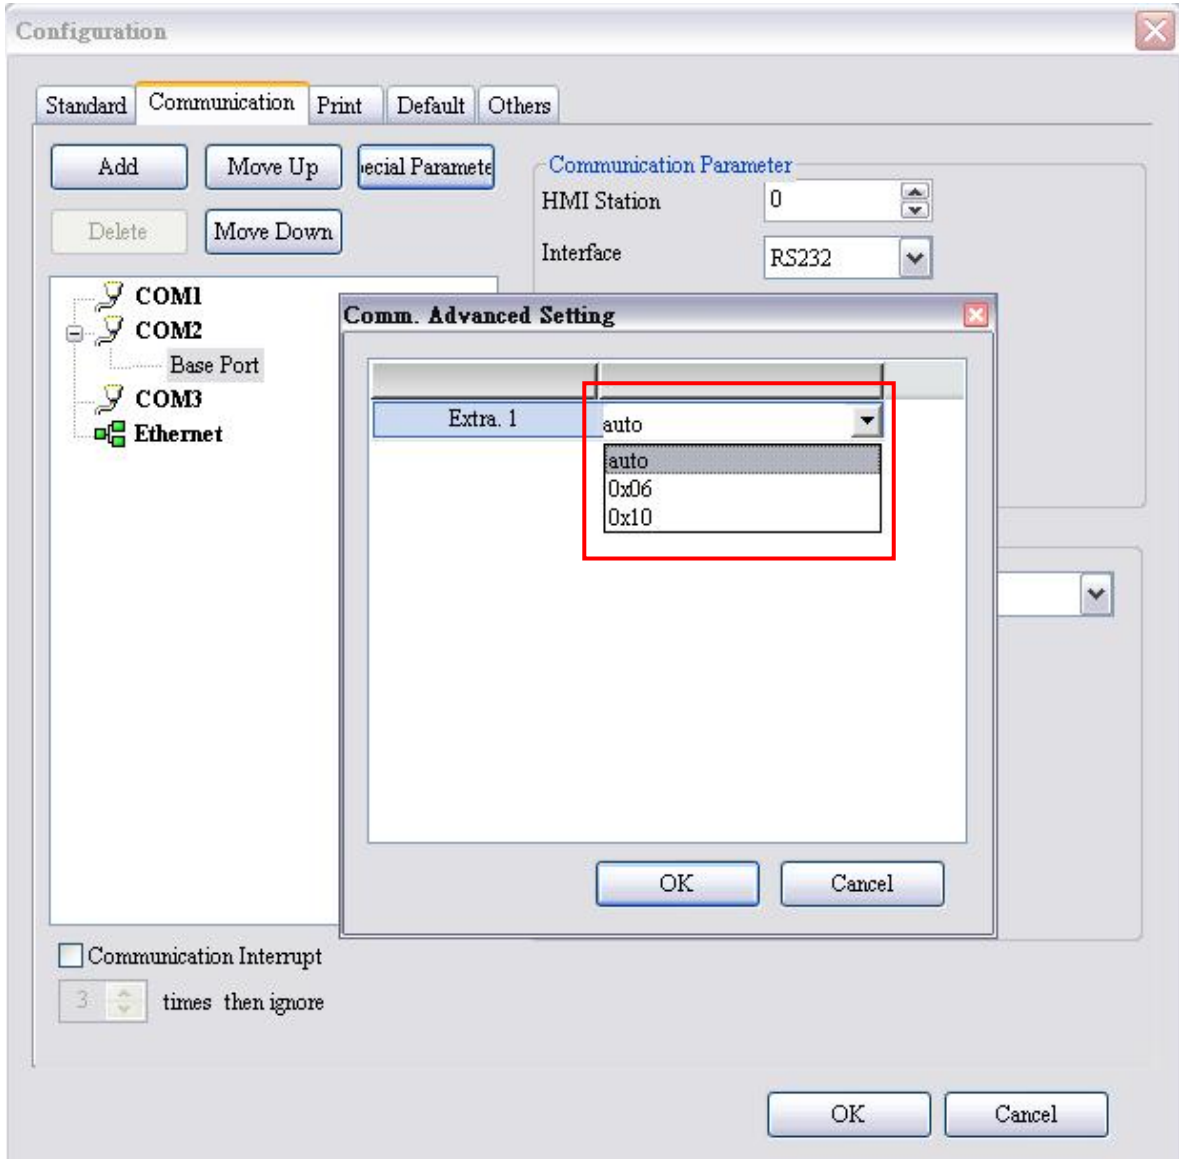 Configuration
Standard Communication Print Default Others
Add Move Up ecial Paramete
Delete Move Down
Communication Parameter
HMI Station 0
Interface RS232
COM1
COM2
Base Port
COM3
Ethernet
Comm. Advanced Setting
Extra. 1 auto
auto
0x06
0x10
OK Cancel
Communication Interrupt
3 times then ignore
OK Cancel